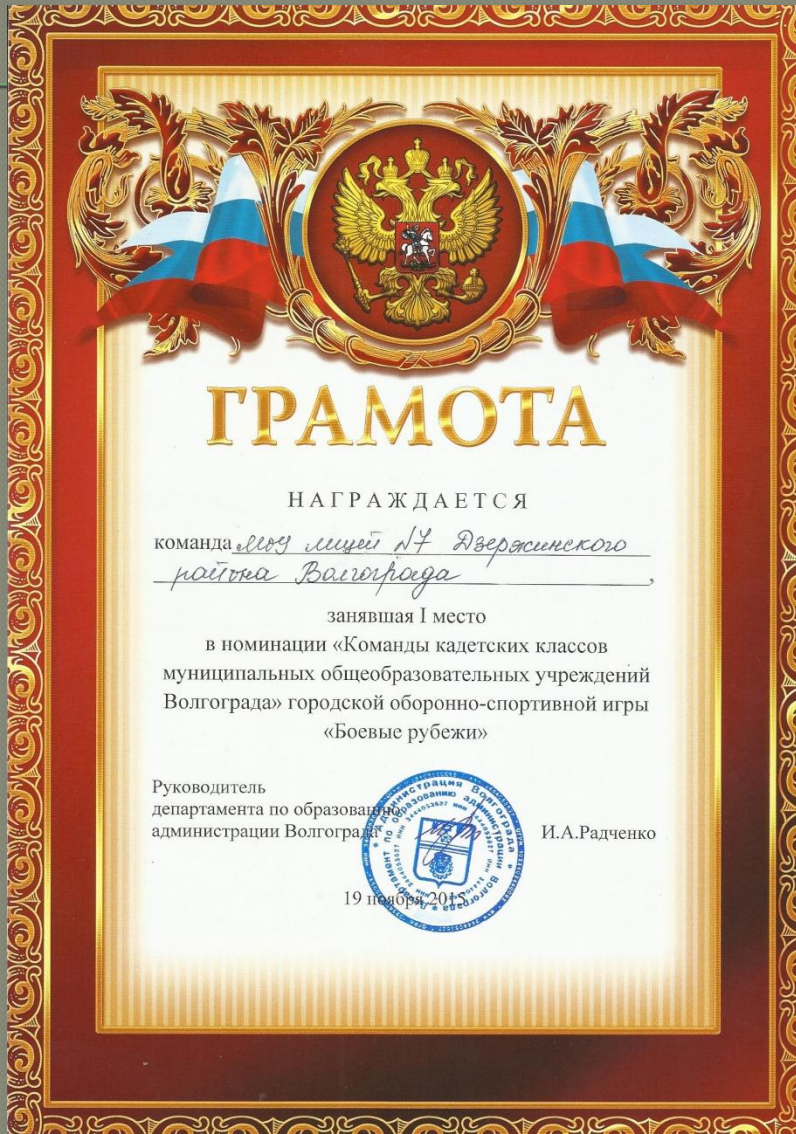 ГРАМОТА
НАГРАЖДАЕТСЯ
команда МОУ лицей №7 Дзержинского
района Волгограда,
занявшая I место
в номинации «Команды кадетских классов
муниципальных общеобразовательных учреждений
Волгограда» городской оборонно-спортивной игры
«Боевые рубежи»
Руководитель
департамента по образованию
администрации Волгограда
И.А.Радченко
19 ноября 2015